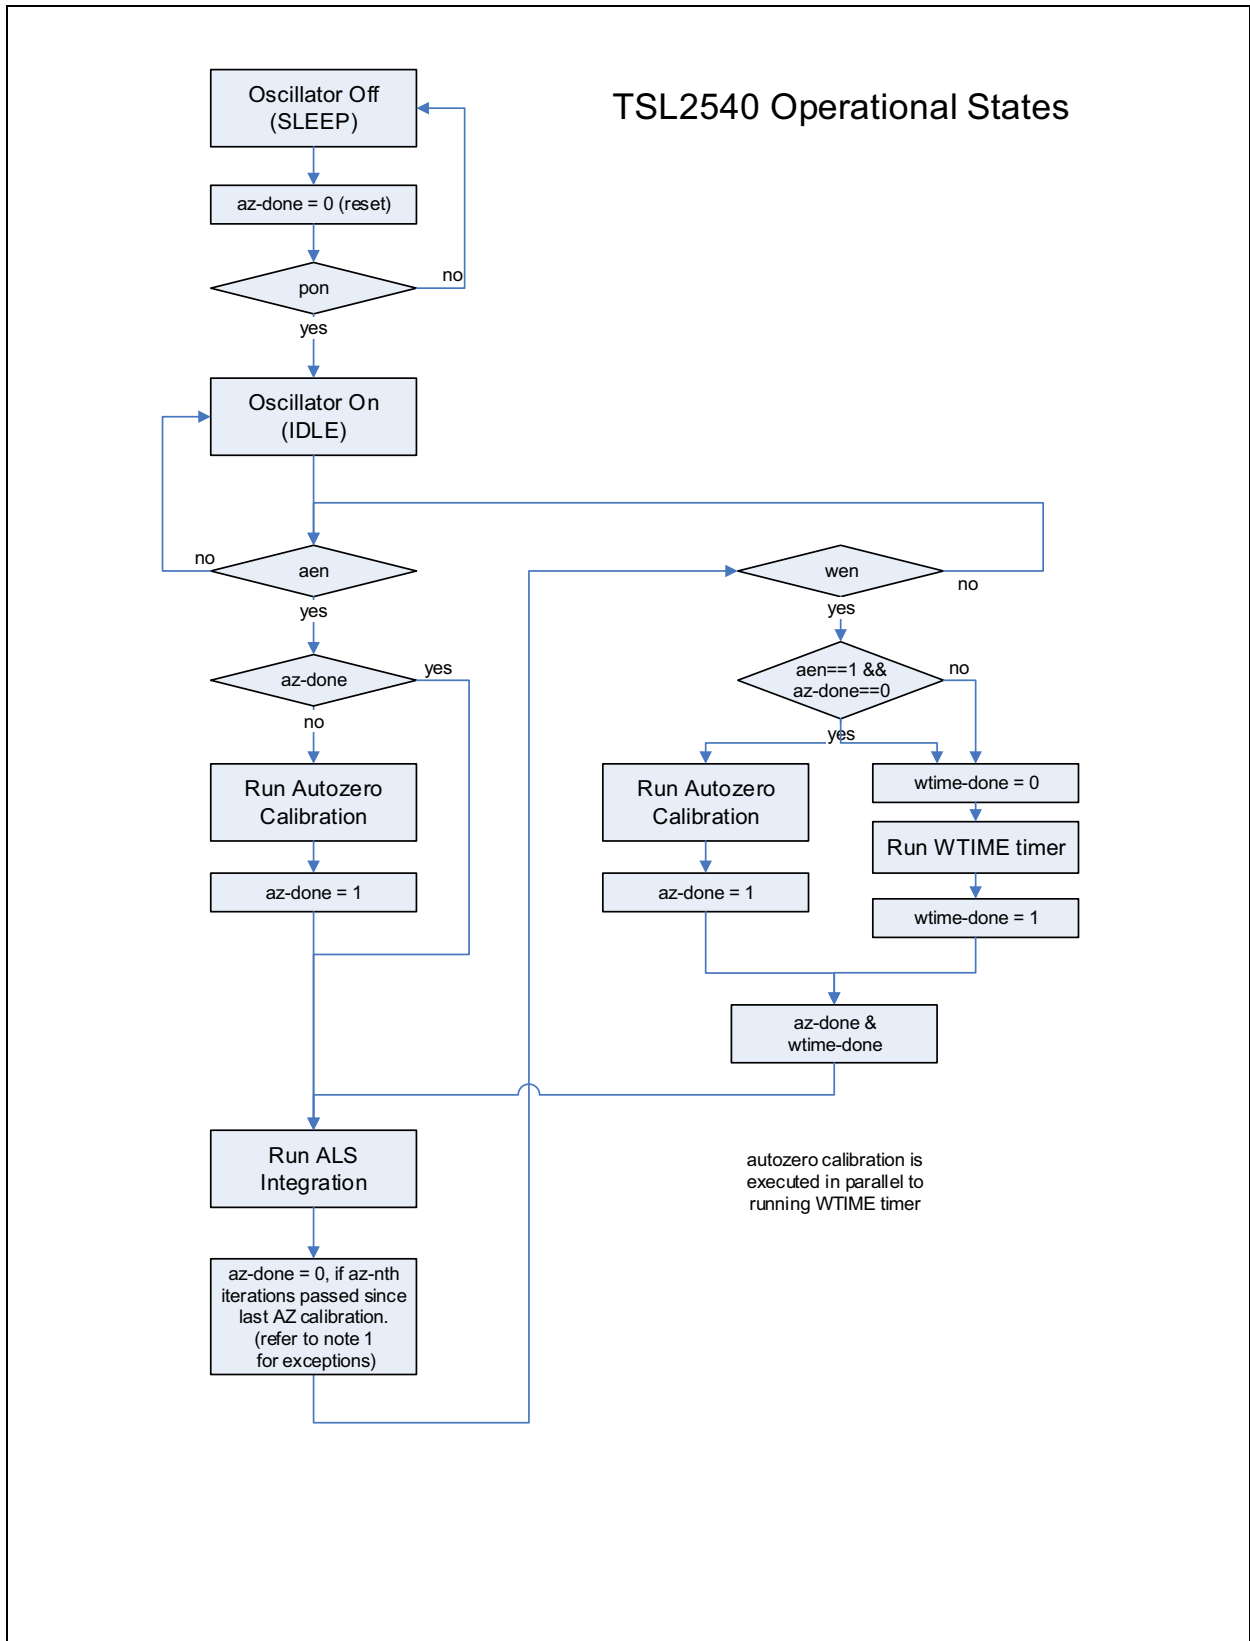 TSL2540 Operational States
Oscillator Off
(SLEEP)
az-done = 0 (reset)
pon
no
yes
Oscillator On
(IDLE)
no
aen
yes
az-done
yes
no
Run Autozero
Calibration
az-done = 1
wen
no
yes
aen==1 &&
az-done==0
no
yes
Run Autozero
Calibration
az-done = 1
wtime-done = 0
Run WTIME timer
wtime-done = 1
az-done &
wtime-done
Run ALS
Integration
autozero calibration is
executed in parallel to
running WTIME timer
az-done = 0, if az-nth
iterations passed since
last AZ calibration.
(refer to note 1
for exceptions)